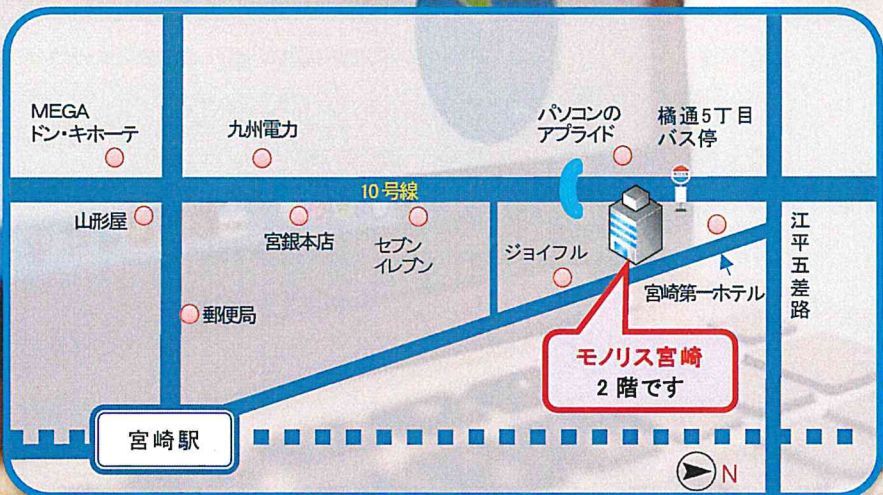 MEGA
ドン・キホーテ
九州電力
パソコンの
アプライド
橘通5丁目
バス停
10号線
山形屋
宮銀本店
セブン
イレブン
ジョイフル
宮崎第一ホテル
江平五差路
郵便局
モノリス宮崎
2階です
宮崎駅
N